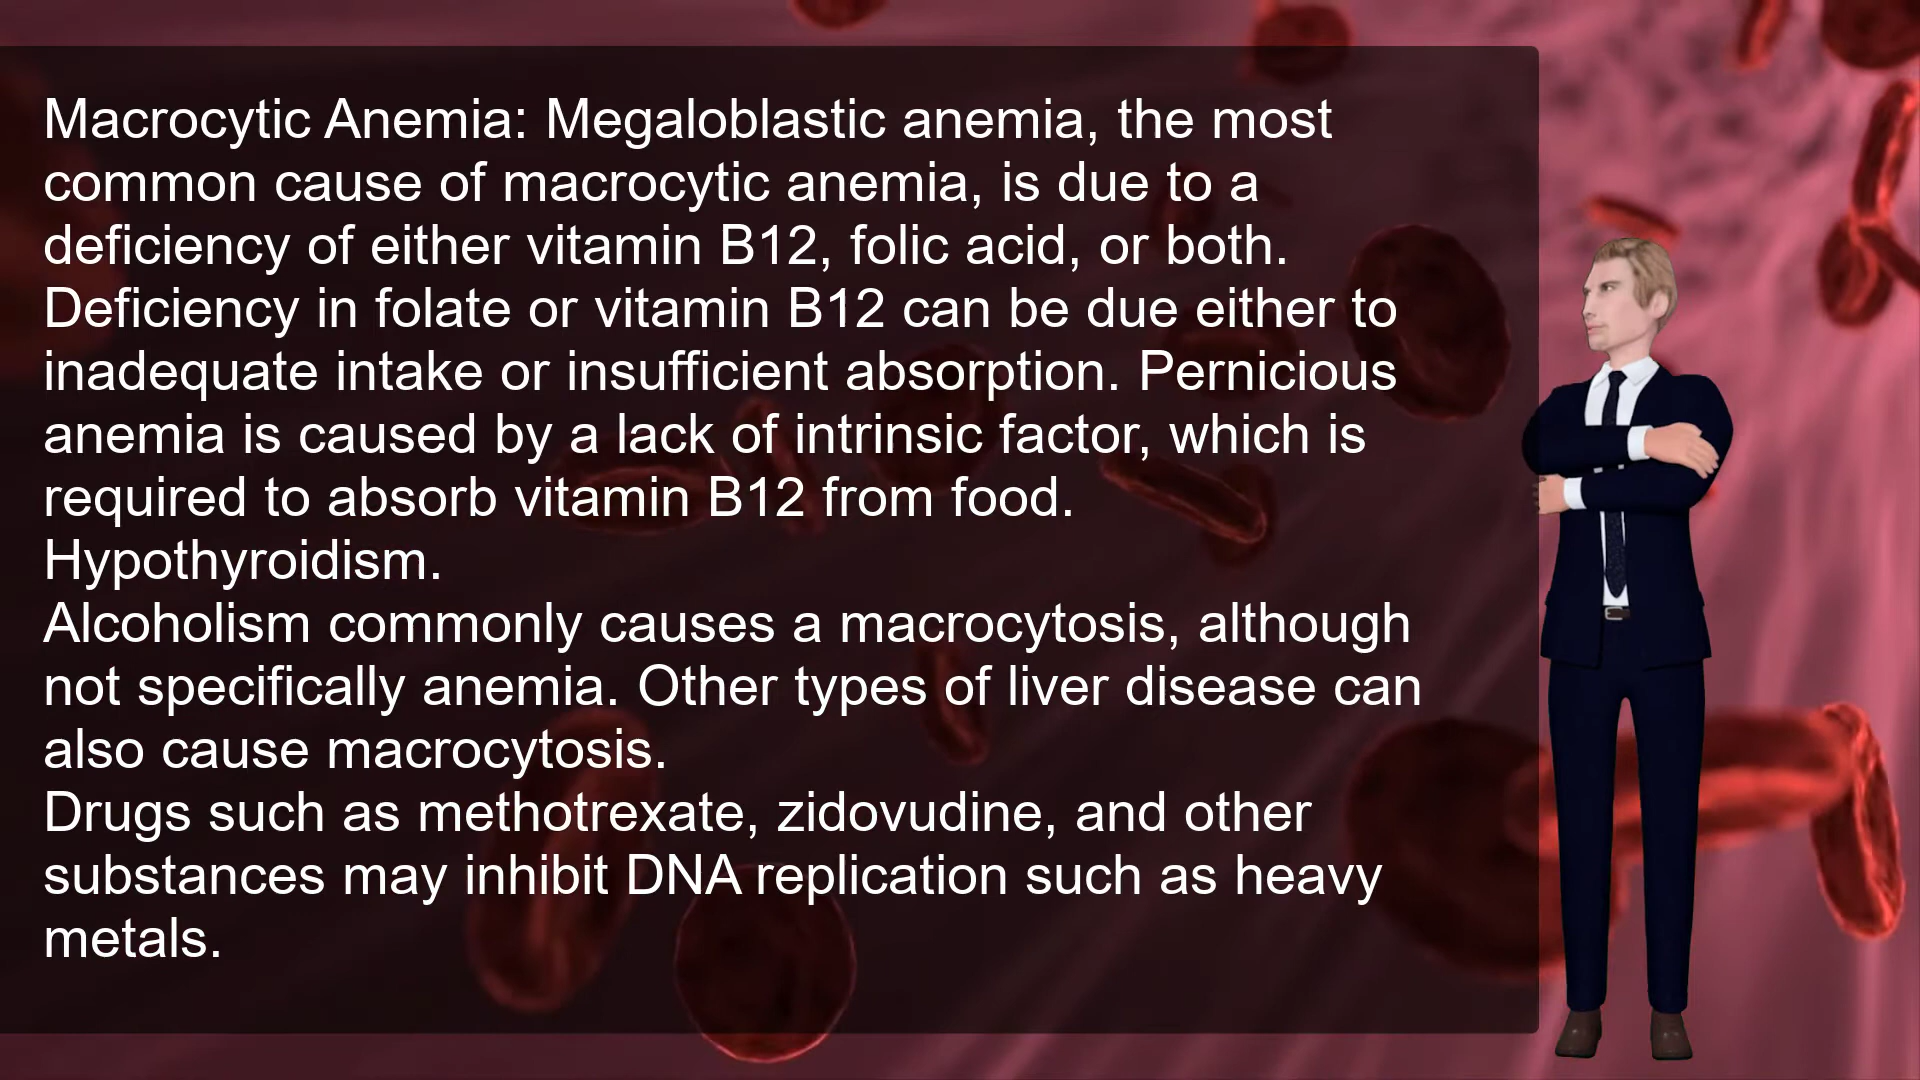 Macrocytic Anemia: Megaloblastic anemia, the most
common cause of macrocytic anemia, is due to a
deficiency of either vitamin B12, folic acid, or both.
Deficiency in folate or vitamin B12 can be due either to
inadequate intake or insufficient absorption. Pernicious
anemia is caused by a lack of intrinsic factor, which is
required to absorb vitamin B12 from food.
Hypothyroidism.
Alcoholism commonly causes a macrocytosis, although
not specifically anemia. Other types of liver disease can
also cause macrocytosis.
Drugs such as methotrexate, zidovudine, and other
substances may inhibit DNA replication such as heavy
metals.